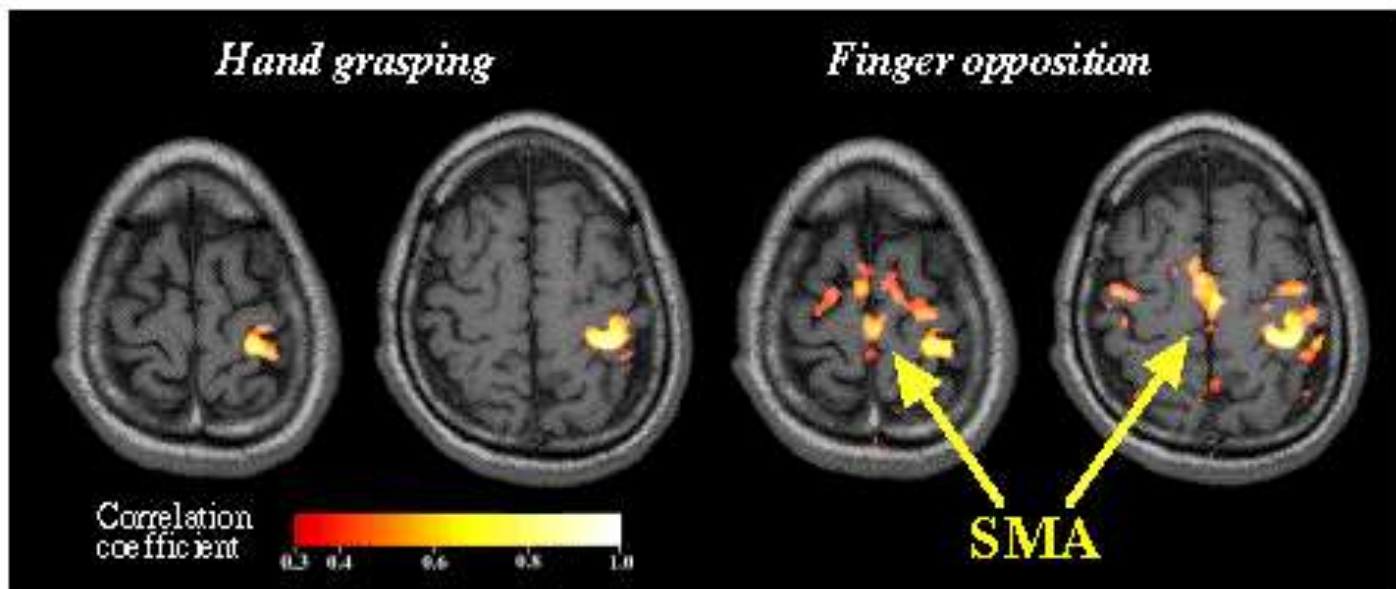 Hand grasping
Finger opposition
SMA
Correlation
coefficient
0.3 0.4 0.6 0.8 1.0